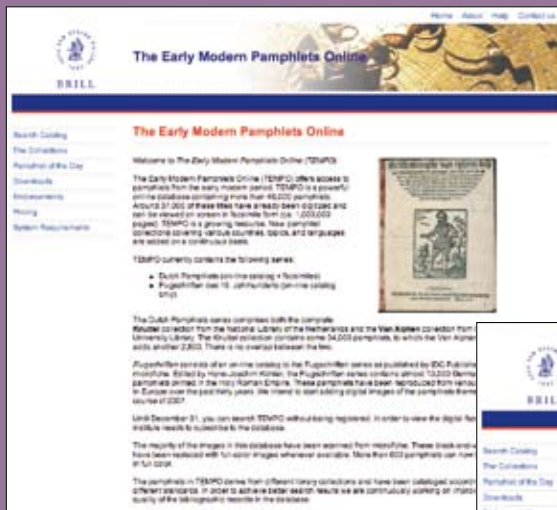 Home About Help Contact us
BRILL
The Early Modern Pamphlets Online
Search Catalog
The Collections
Pamphlet of the Day
Downloads
Endorsements
Pricing
System Requirements
The Early Modern Pamphlets Online
Welcome to The Early Modern Pamphlets Online (TEMPO)
The Early Modern Pamphlets Online (TEMPO) offers access to
pamphlets from the early modern period. TEMPO is a powerful
online database containing more than pamphlets.
Around of these titles have already been digitized and
can be viewed on screen in facsimile form (ca. 1,000,000
pages). TEMPO is a growing resource. New pamphlet
collections covering various countries, topics, and languages
are added on a continuous basis.
TEMPO currently contains the following series:
• Dutch Pamphlets (on-line catalog + facsimiles)
• Flugschriften des 16. Jahrhunderts (on-line catalog
only)
The Dutch Pamphlets series comprises both the complete
Knuttel collection from the National Library of the Netherlands and the Van Alphen collection from
University Library. The Knuttel collection contains some 34,000 pamphlets, to which the Van Alphen
adds another 2,800. There is no overlap between the two.
Flugschriften consists of an on-line catalog to the Flugschriften series as published by IDC Publishers
microfiche. Edited by Hans-Joachim Köhler, the Flugschriften series contains almost German
pamphlets printed in the Holy Roman Empire. These pamphlets have been reproduced from
in Europe over the past thirty years. We intend to start adding digital images of the pamphlets
course of 2007.
Until December 31, you can search TEMPO without being registered. In order to view the digital
institute needs to subscribe to the database.
The majority of the images in this database have been scanned from microfiche. These
have been replaced with full-color images whenever available. More than 600 pamphlets can now
in full color.
The pamphlets in TEMPO derive from different library collections and have been cataloged
different standards. In order to achieve better search results we are continuously working on
quality of the bibliographic records in the database.
BRILL
Search Catalog
The Collections
Pamphlet of the Day
Downloads